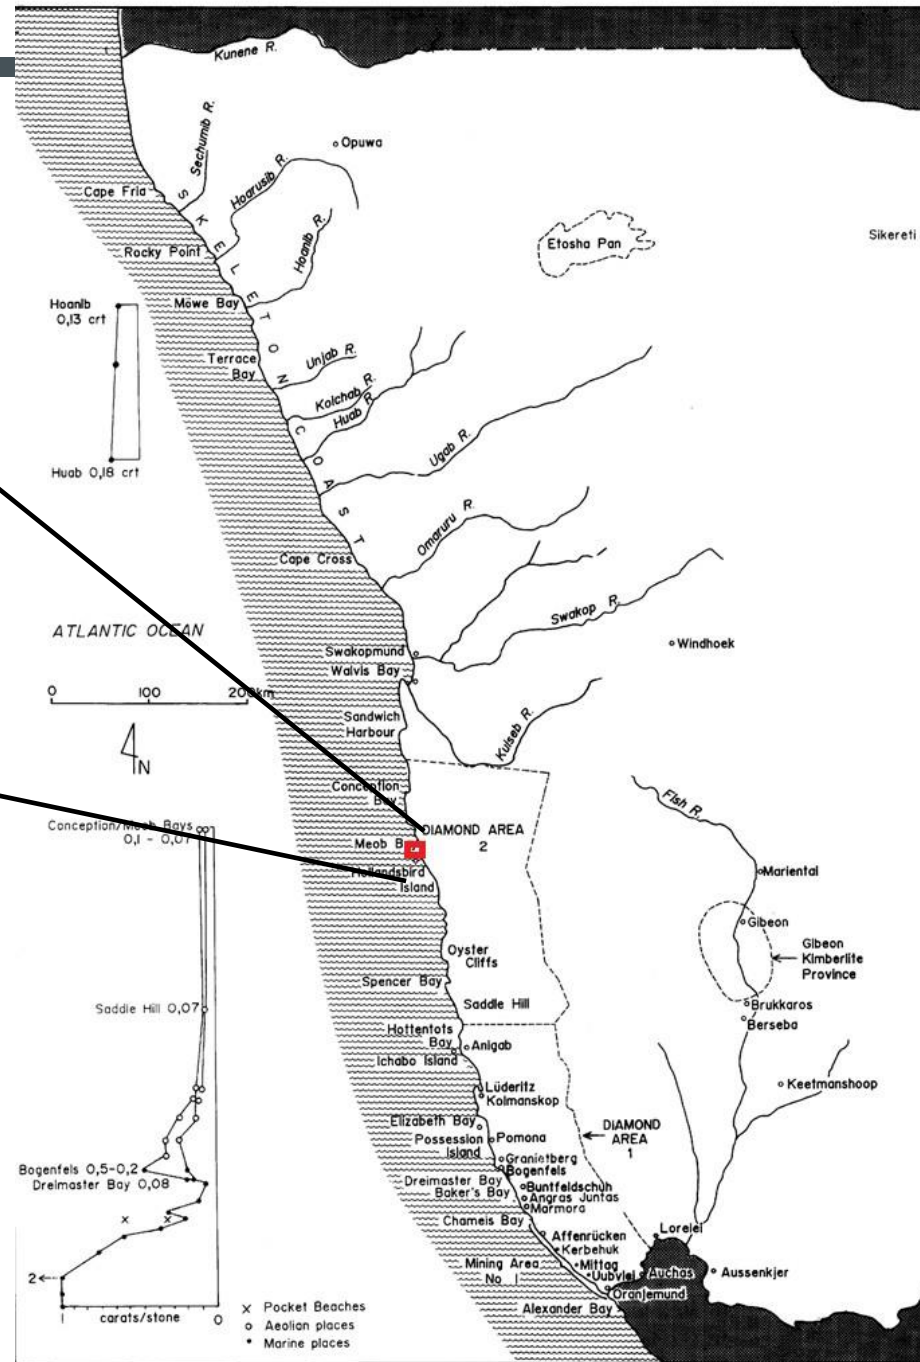 Kunene R.
Sechumib R.
Opuwa
Hoarusib R.
Cape Fria
Hoanib R.
Etosha Pan
Sikereti
Rocky Point
SKELETON COAST
Möwe Bay
Hoanib
0,13 crt
Terrace
Bay
Unjab R.
Kolchab R.
Huab R.
Huab 0,18 crt
Ugab R.
Omaruru R.
Cape Cross
ATLANTIC OCEAN
Swakop R.
Swakopmund
Windhoek
Walvis Bay
0 100 200km
Sandwich
Harbour
Kuiseb R.
N
Conception
Bay
Fish R.
Conception/Meob Bays
0,1 - 0,07
DIAMOND AREA
2
Meob B
Hollandsbird
Island
Mariental
Gibeon
Gibeon
Kimberlite
Province
Oyster
Cliffs
Spencer Bay
Saddle Hill 0,07
Saddle Hill
Brukkaros
Berseba
Hottentots
Bay
Anigab
Ichabo Island
Keetmanshoop
Lüderitz
Kolmanskop
Elizabeth Bay
DIAMOND
AREA
1
Possession
Island
Pomona
Granietberg
Bogenfels
Bogenfels 0,5-0,2
Dreimaster Bay 0,08
Dreimaster Bay
Baker's Bay
Buntfeldschuh
Angras Juntas
Marmora
Chameis Bay
Affenrücken
Lorelei
Kerbehuk
Mining Area
No. 1
Mittag
Uubvlei
Auchas
Aussenkjer
Oranjemund
Alexander Bay
2
1 carats/stone 0
x Pocket Beaches
o Aeolian places
• Marine places